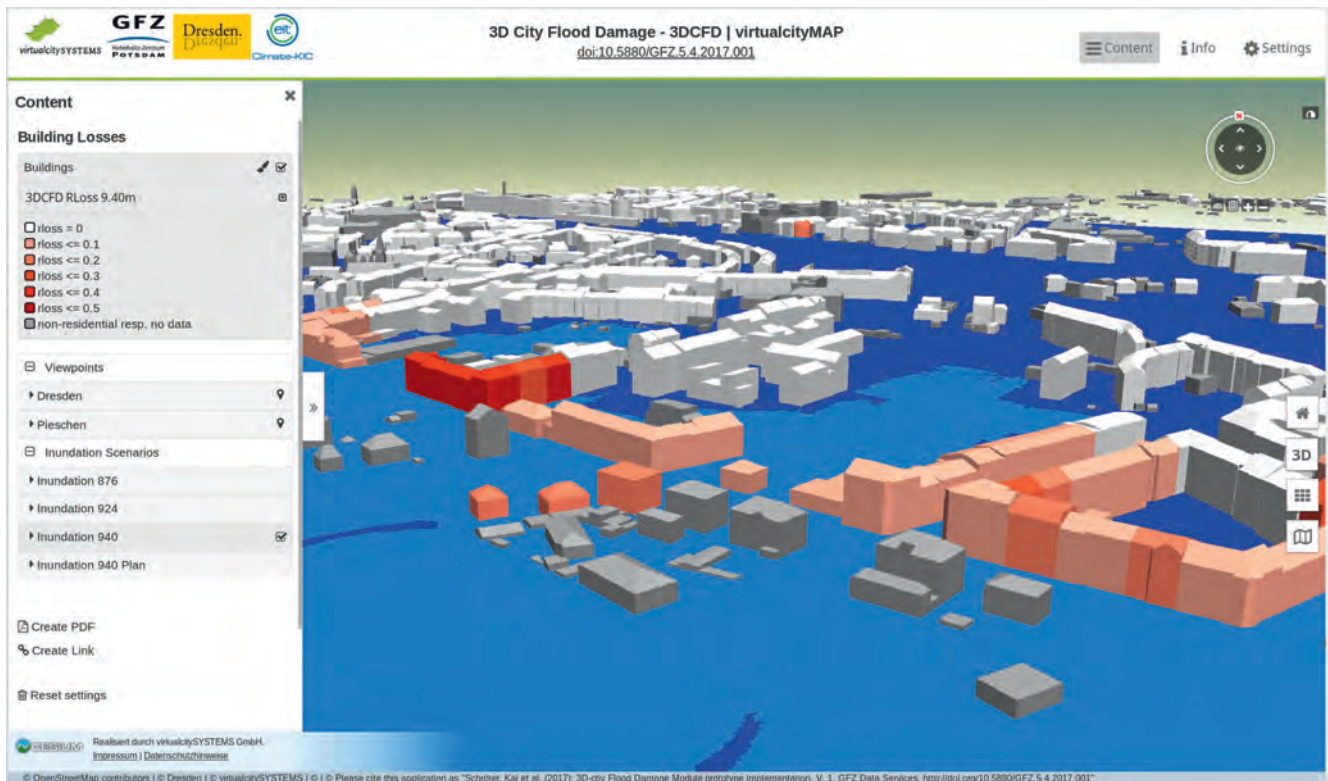 virtualcitySYSTEMS
GFZ
Helmholtz-Zentrum
POTSDAM
Dresden.
Dresden.
eit
Climate-KIC
3D City Flood Damage - 3DCFD | virtualcityMAP
doi:10.5880/GFZ.5.4.2017.001
Content
Info
Settings
Content
Building Losses
Buildings
3DCFD RLoss 9.40m
rloss = 0
rloss <= 0.1
rloss <= 0.2
rloss <= 0.3
rloss <= 0.4
rloss <= 0.5
non-residential resp. no data
Viewpoints
Dresden
Pieschen
Inundation Scenarios
Inundation 876
Inundation 924
Inundation 940
Inundation 940 Plan
Create PDF
Create Link
Reset settings
N
3D
Realisiert durch virtualcitySYSTEMS GmbH.
Impressum | Datenschutzhinweise
© OpenStreetMap contributors | © Dresden | © virtualcitySYSTEMS | © | © Please cite this application as "Schröter, Kai et al. (2017): 3D-city Flood Damage Module prototype implementation. V. 1. GFZ Data Services. http://doi.org/10.5880/GFZ.5.4.2017.001"